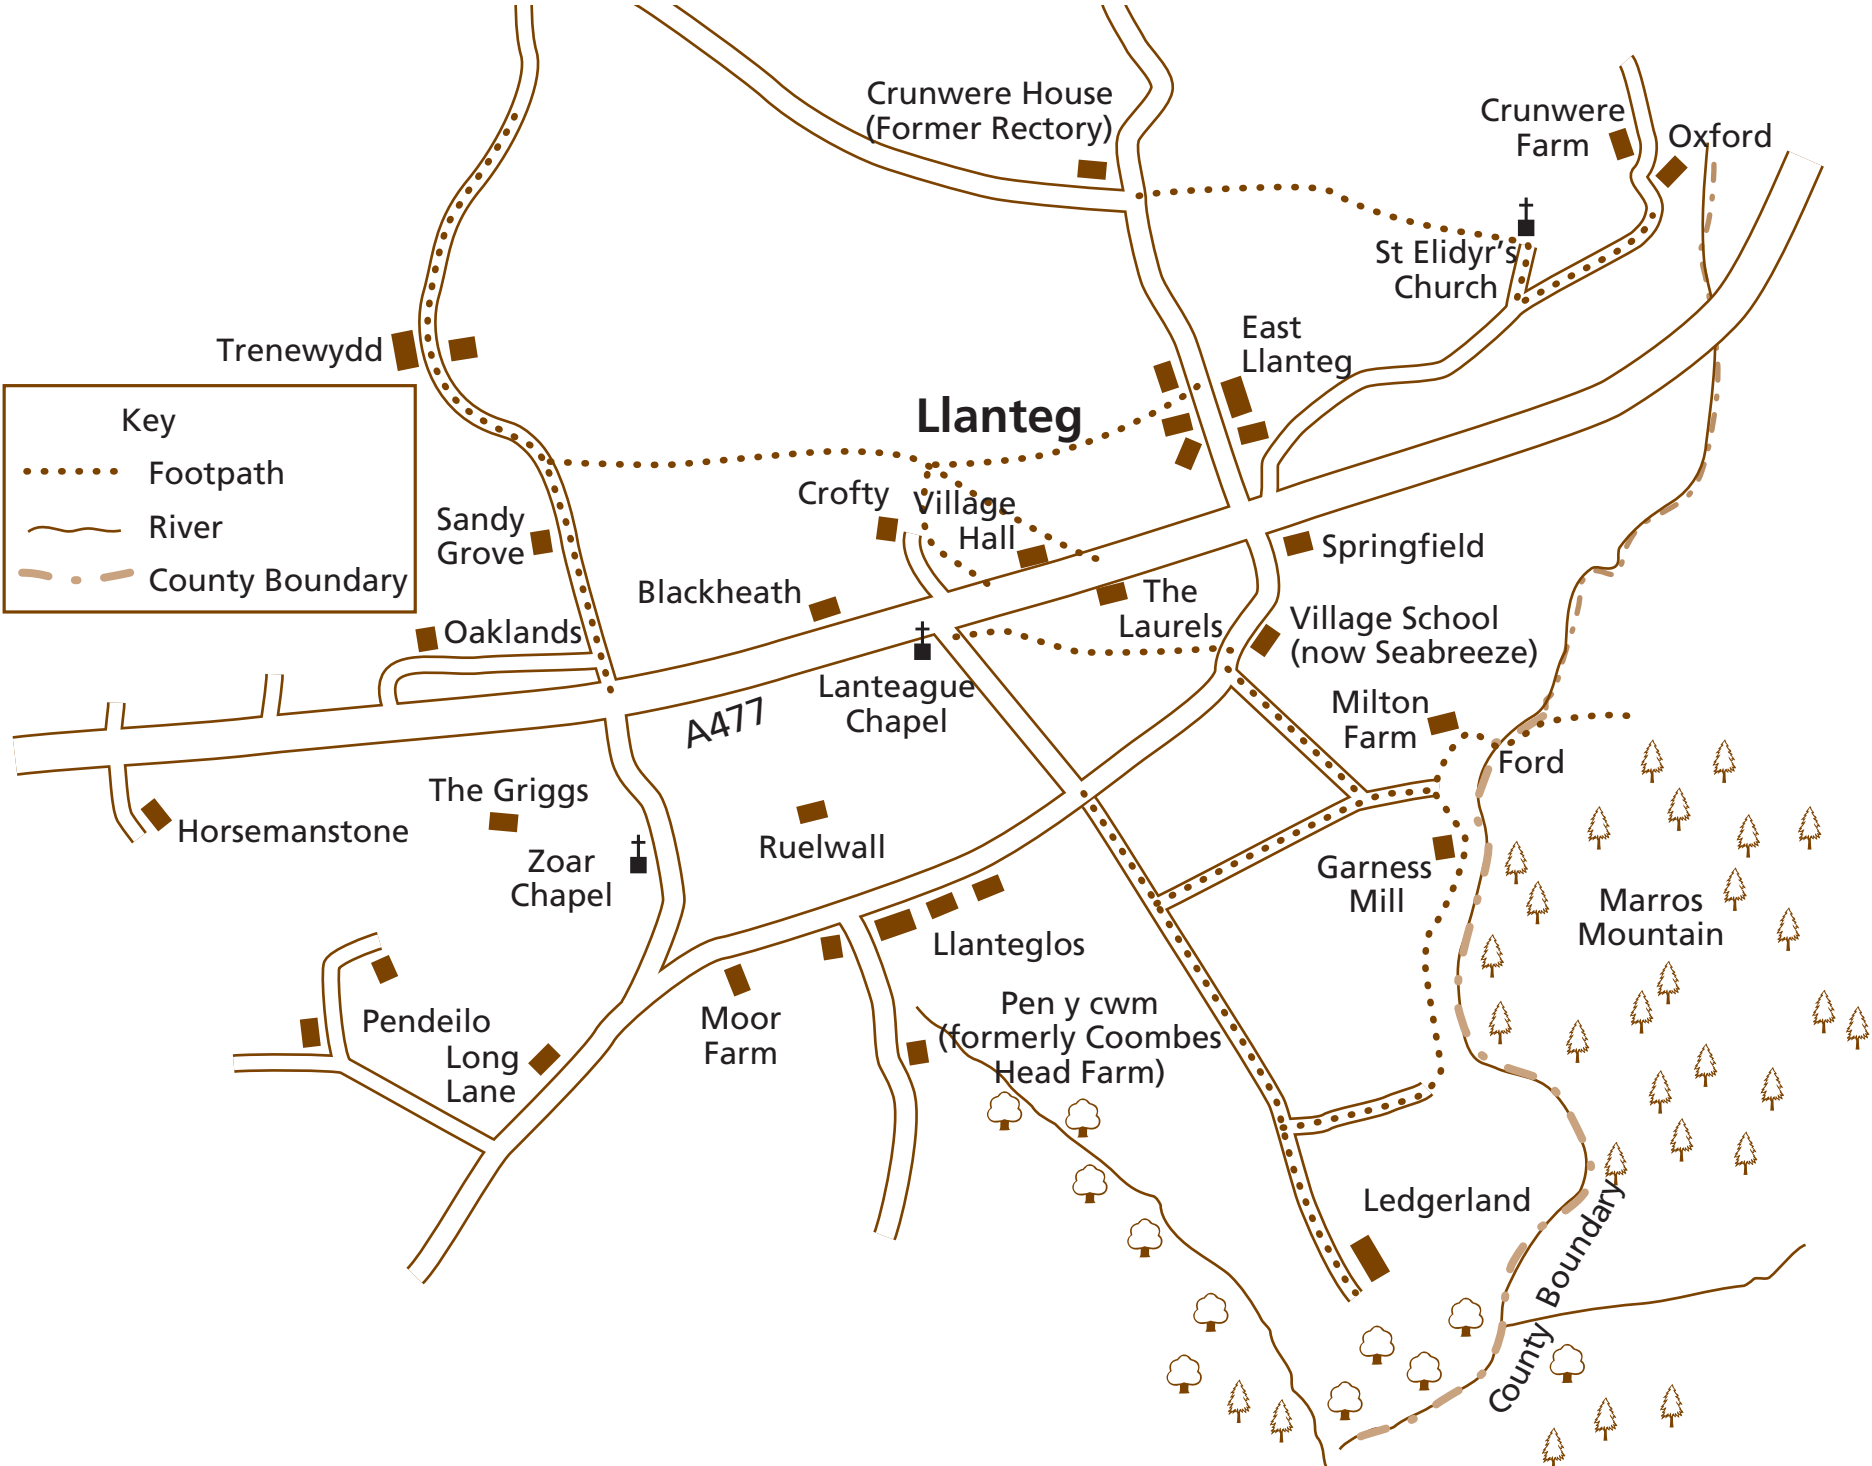 Crunwere House
(Former Rectory)
Crunwere
Farm
Oxford
St Elidyr's
Church
East
Llanteg
Trenewydd
Llanteg
Key
Footpath
River
County Boundary
Sandy
Grove
Crofty
Village
Hall
Springfield
Blackheath
The
Laurels
Village School
(now Seabreeze)
Oaklands
Lanteague
Chapel
A477
Milton
Farm
Ford
The Griggs
Horsemanstone
Zoar
Chapel
Ruelwall
Garness
Mill
Marros
Mountain
Llanteglos
Pendeilo
Long
Lane
Moor
Farm
Pen y cwm
(formerly Coombes
Head Farm)
Ledgerland
County Boundary